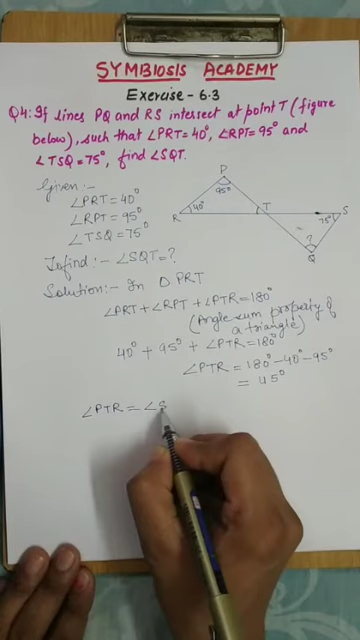 SYMBIOSIS ACADEMY
Exercise - 6.3
Q4: If lines PQ and RS intersect at point T (figure
below), such that ∠PRT = 40°, ∠RPT = 95° and
∠TSQ = 75°, find ∠SQT.
Given :-
∠PRT = 40°
∠RPT = 95°
∠TSQ = 75°
To find :- ∠SQT = ?
P
95°
R
40°
T
75°
S
?
Q
Solution :- In △ PRT
∠PRT + ∠RPT + ∠PTR = 180°
(Angle sum property of
a triangle)
40° + 95° + ∠PTR = 180°
∠PTR = 180° - 40° - 95°
= 45°
∠PTR = ∠S